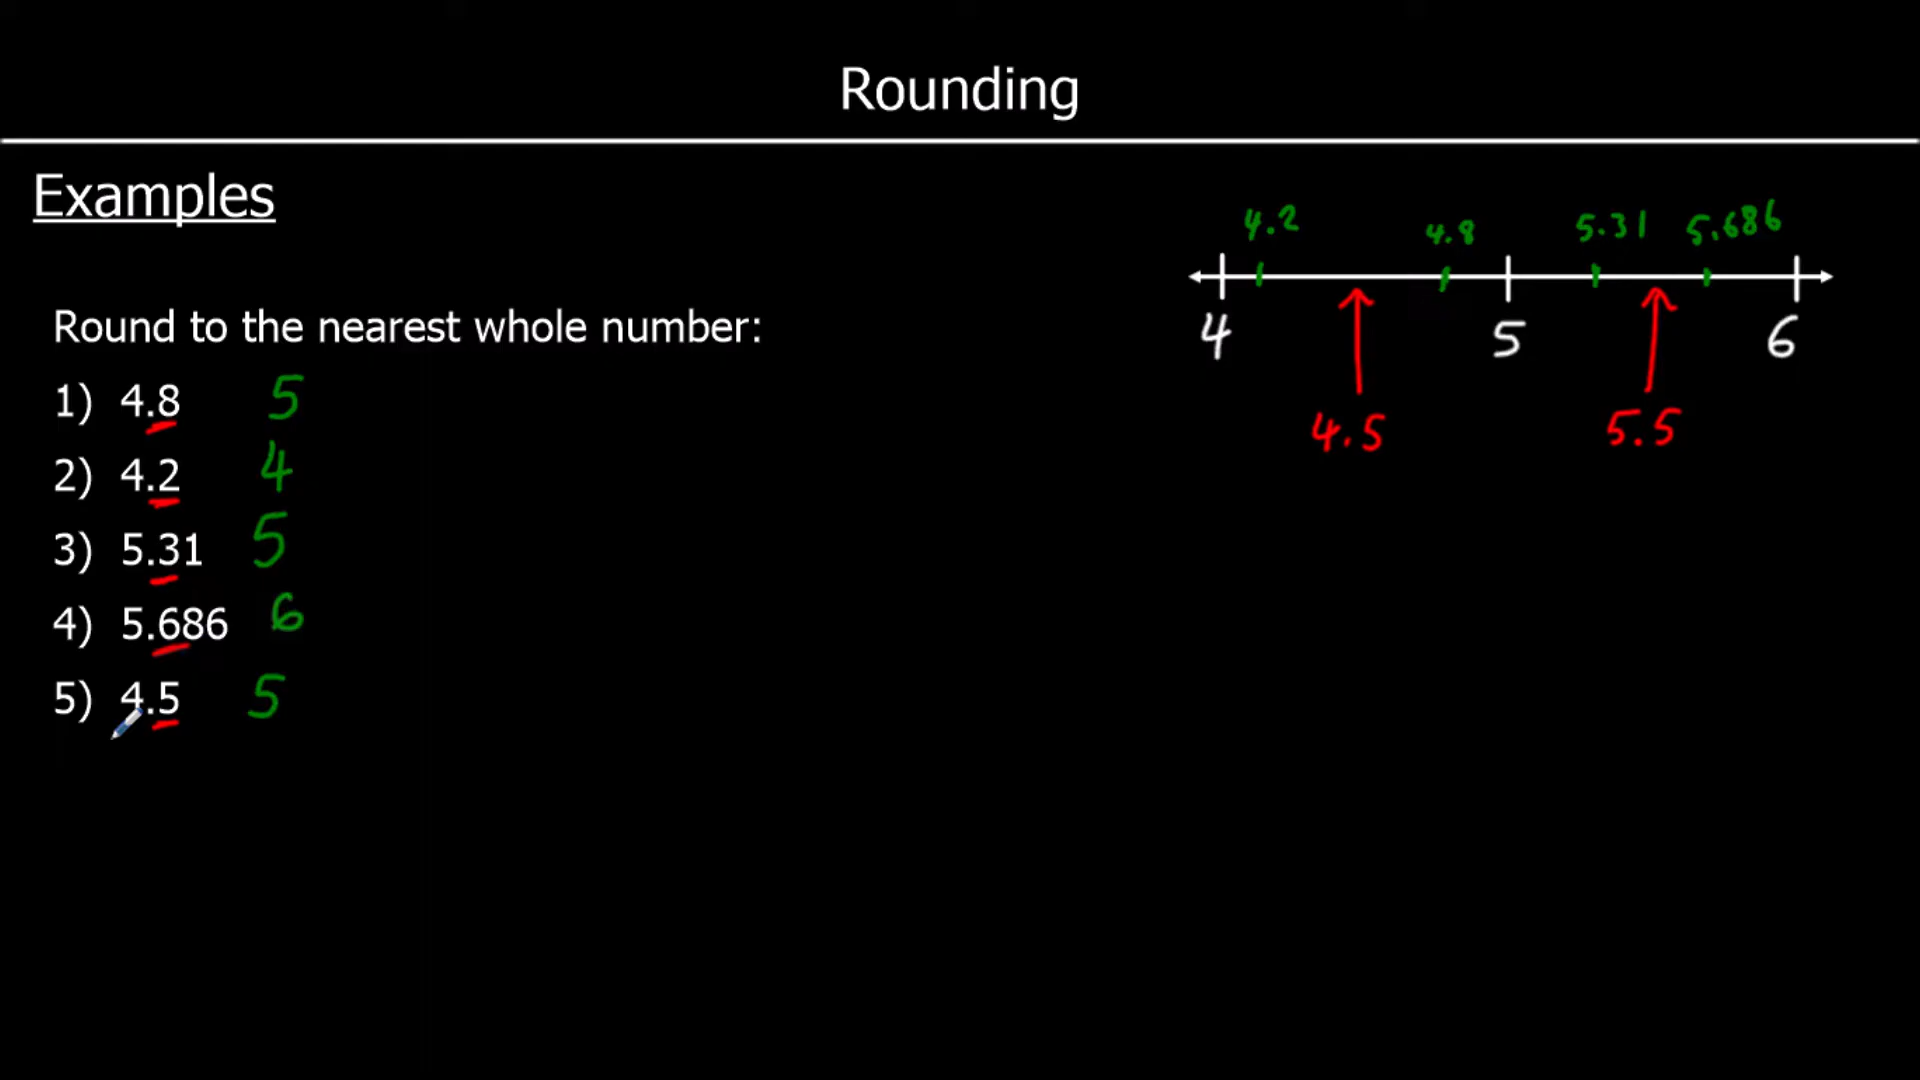 Rounding
Examples
Round to the nearest whole number:
1) 4.8 5
2) 4.2 4
3) 5.31 5
4) 5.686 6
5) 4.5 5
4.2 4.8 5.31 5.686
4 5 6
4.5 5.5